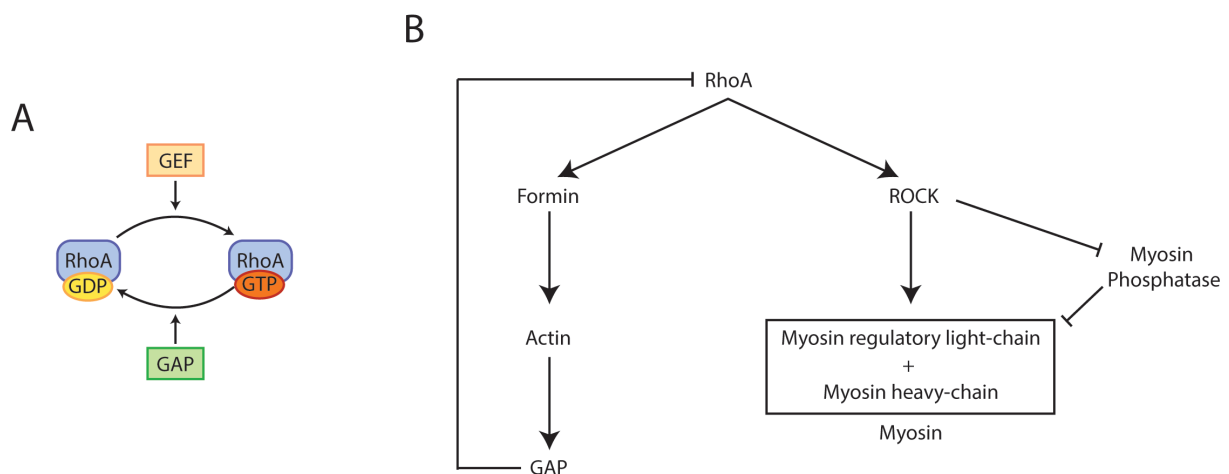 A
GEF
RhoA
GDP
RhoA
GTP
GAP
B
RhoA
Formin
ROCK
Myosin
Phosphatase
Actin
Myosin regulatory light-chain
+
Myosin heavy-chain
Myosin
GAP